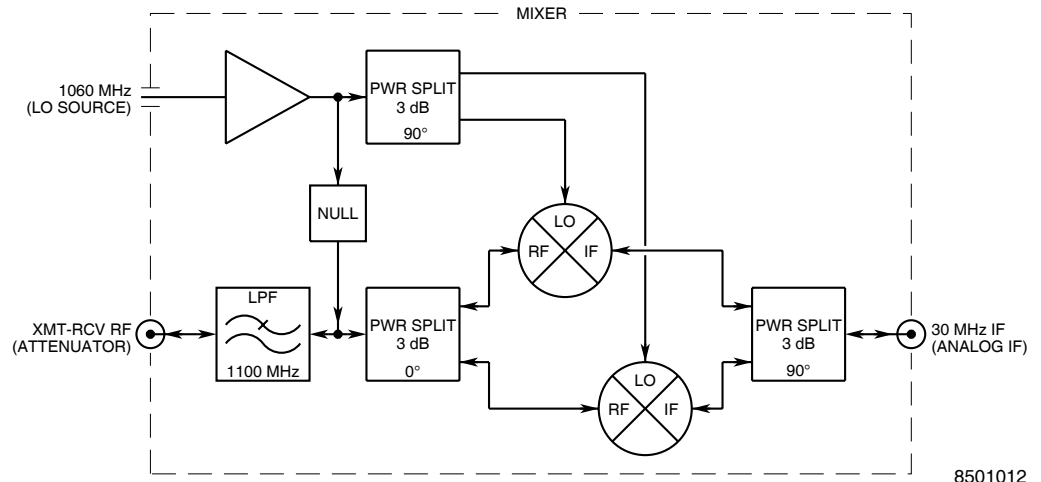 MIXER
1060 MHz
(LO SOURCE)
PWR SPLIT
3 dB
90°
NULL
LO
RF
IF
LPF
1100 MHz
XMT-RCV RF
(ATTENUATOR)
PWR SPLIT
3 dB
0°
LO
RF
IF
PWR SPLIT
3 dB
90°
30 MHz IF
(ANALOG IF)
8501012